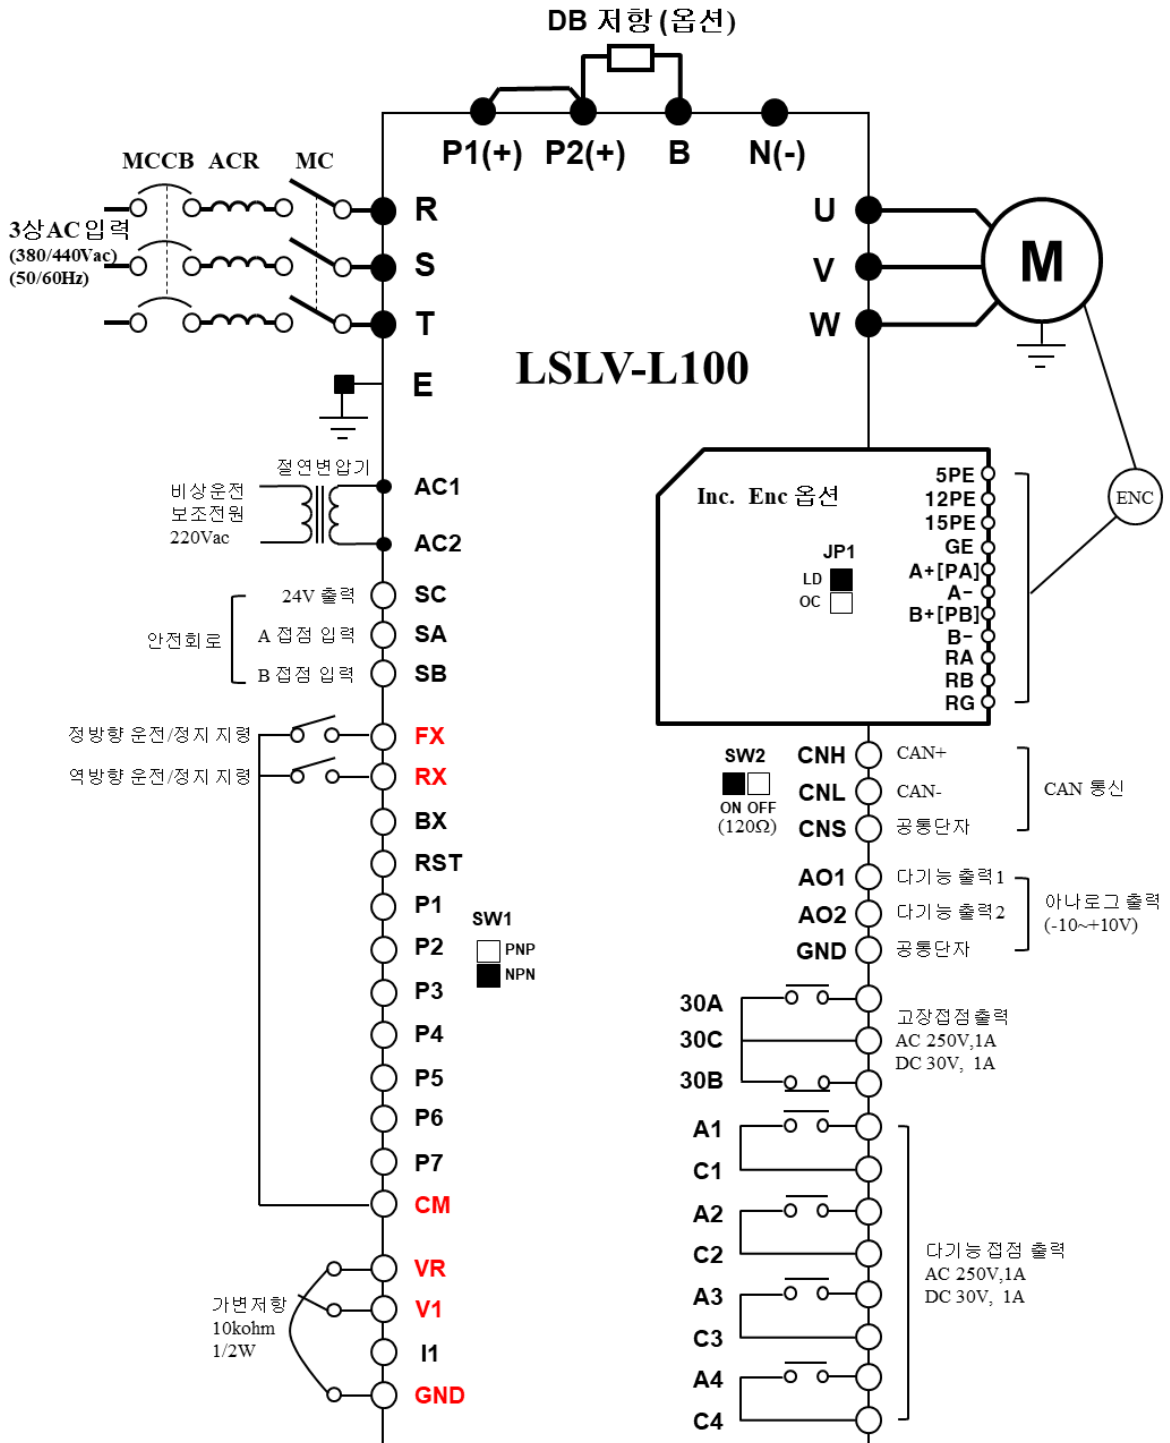 DB 저항 (옵션)
P1(+) P2(+) B N(-)
MCCB ACR MC
3상 AC 입력
(380/440Vac)
(50/60Hz)
R
S
T
E
U
V
W
M
LSLV-L100
절연변압기
비상운전
보조전원
220Vac
AC1
AC2
24V 출력 SC
안전회로
A 접점 입력 SA
B 접점 입력 SB
정방향 운전/정지 지령 FX
역방향 운전/정지 지령 RX
BX
RST
P1
P2
P3
P4
P5
P6
P7
CM
SW1
PNP
NPN
VR
V1
I1
GND
가변저항
10kohm
1/2W
Inc. Enc 옵션
JP1
LD
OC
5PE
12PE
15PE
GE
A+[PA]
A-
B+[PB]
B-
RA
RB
RG
ENC
SW2
ON OFF
(120Ω)
CNH CAN+
CNL CAN-
CNS 공통단자
CAN 통신
AO1 다기능 출력1
AO2 다기능 출력2
GND 공통단자
아나로그 출력
(-10~+10V)
30A
30C
30B
고장접점출력
AC 250V,1A
DC 30V, 1A
A1
C1
A2
C2
A3
C3
A4
C4
다기능 접점 출력
AC 250V,1A
DC 30V, 1A